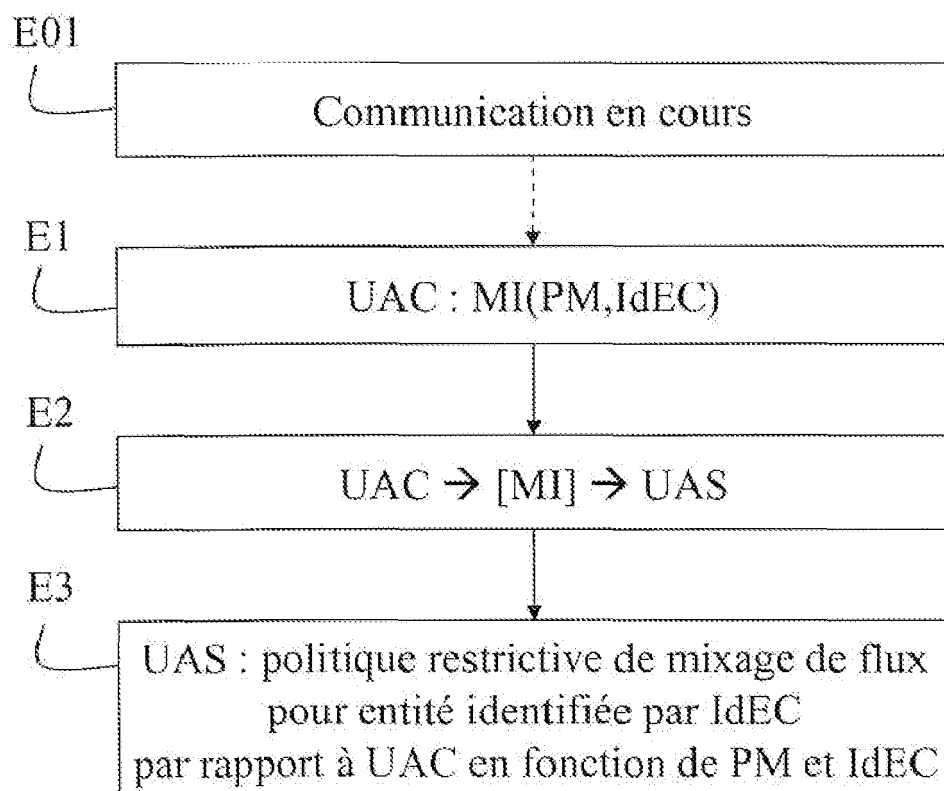 E01
Communication en cours
E1
UAC : MI(PM,IdEC)
E2
UAC → [MI] → UAS
E3
UAS : politique restrictive de mixage de flux
pour entité identifiée par IdEC
par rapport à UAC en fonction de PM et IdEC